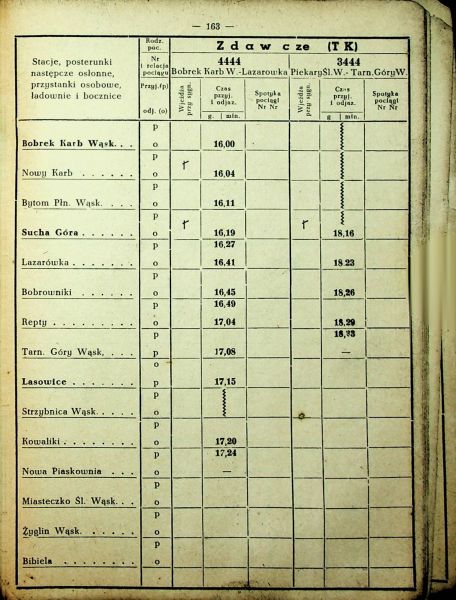 — 163 —
Stacje, posterunki
następcze osłonne,
przystanki osobowe,
ładownie i bocznice
Rodz.
poc.
Nr
i relacja
pociągu
Przyj.(p)
odj. (o)
Zdawcze (TK)
4444
Bobrek Karb W.-Lazarowka
3444
PiekaryŚl.W.-Tarn.GóryW.
Wjeżdża
przy sygn.
Czas
przyj.
i odjaz.
g. | min.
Spotyka
pociągi
Nr Nr
Wjeżdża
przy sygn.
Czas
przyj.
i odjaz.
g. | min.
Spotyka
pociągi
Nr Nr
p
Bobrek Karb Wąsk. . . o 16,00
p
Nowy Karb . . . . . . o 16,04
p
Bytom Płn. Wąsk. . . . o 16,11
p
Sucha Góra . . . . . . o 16,19 18,16
p 16,27
Lazarówka . . . . . . o 16,41 18 23
p
Bobrowniki . . . . . . o 16,45 18,26
p 16,49
Repty . . . . . . . . . o 17,04 18,29
p 18,33
Tarn. Góry Wąsk, . . . p 17,08 —
o
Lasowice . . . . . . . p 17,15
p
Strzybnica Wąsk. . . . o
p
Kowaliki . . . . . . . . o 17,20
p 17,24
Nowa Piaskownia . . . o —
p
Miasteczko Śl. Wąsk. . . o
p
Żyglin Wąsk. . . . . . o
p
Bibiela . . . . . . . . o